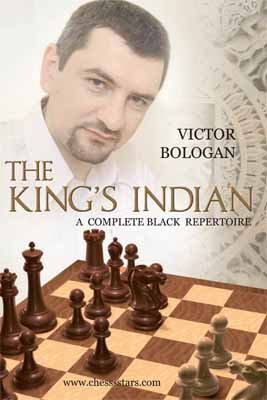 VICTOR
BOLOGAN
THE
KING'S INDIAN
A COMPLETE BLACK REPERTOIRE
www.chessstars.com